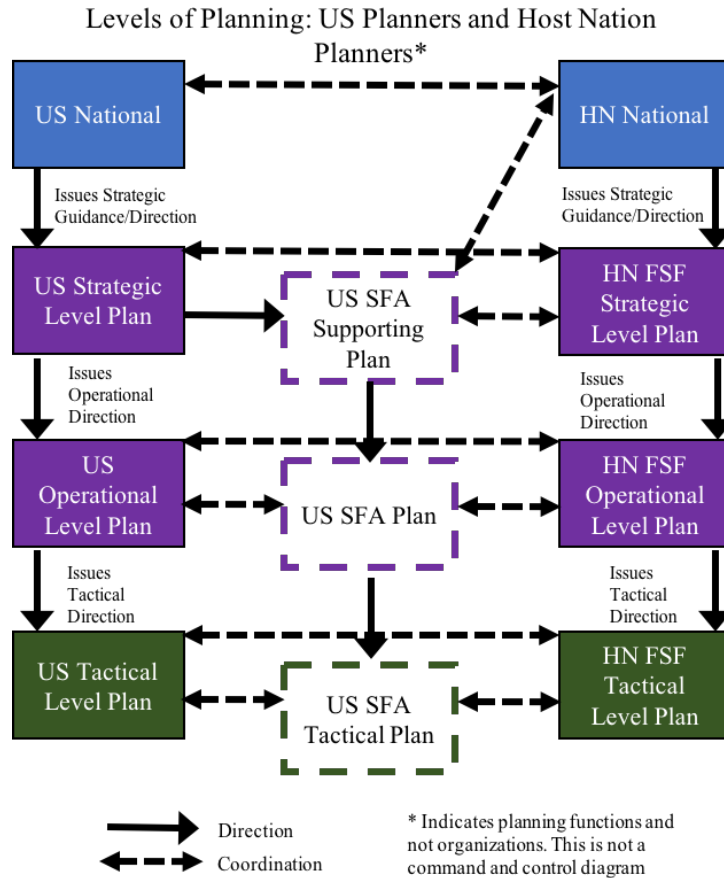 Levels of Planning: US Planners and Host Nation
Planners*
US National
HN National
Issues Strategic
Guidance/Direction
Issues Strategic
Guidance/Direction
US Strategic
Level Plan
US SFA
Supporting
Plan
HN FSF
Strategic
Level Plan
Issues
Operational
Direction
Issues
Operational
Direction
US
Operational
Level Plan
US SFA Plan
HN FSF
Operational
Level Plan
Issues
Tactical
Direction
Issues
Tactical
Direction
US Tactical
Level Plan
US SFA
Tactical Plan
HN FSF
Tactical
Level Plan
Direction
Coordination
* Indicates planning functions and
not organizations. This is not a
command and control diagram